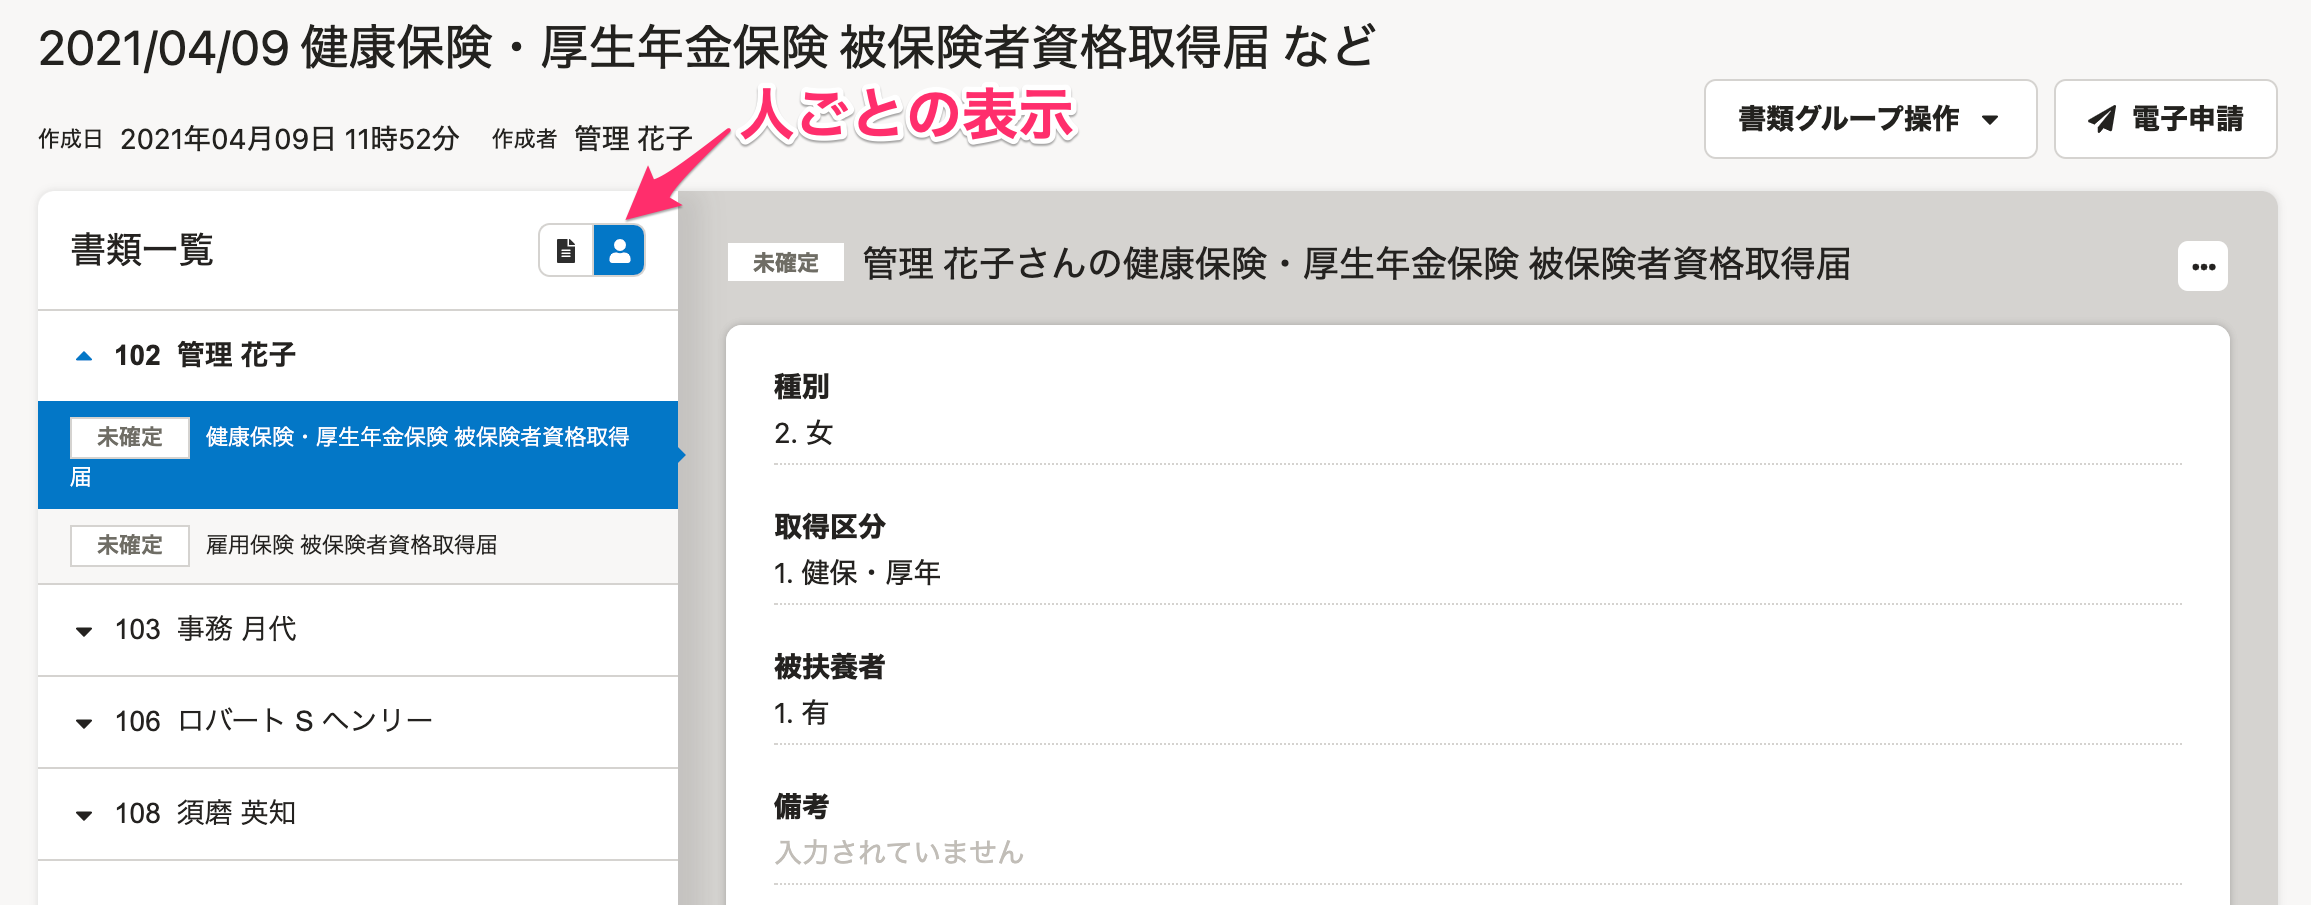 2021/04/09 健康保険・厚生年金保険 被保険者資格取得届 など
人ごとの表示
作成日 2021年04月09日 11時52分 作成者 管理 花子
書類グループ操作
電子申請
書類一覧
102 管理 花子
未確定 健康保険・厚生年金保険 被保険者資格取得
届
未確定 雇用保険 被保険者資格取得届
103 事務 月代
106 ロバート S ヘンリー
108 須磨 英知
未確定 管理 花子さんの健康保険・厚生年金保険 被保険者資格取得届
種別
2. 女
取得区分
1. 健保・厚年
被扶養者
1. 有
備考
入力されていません